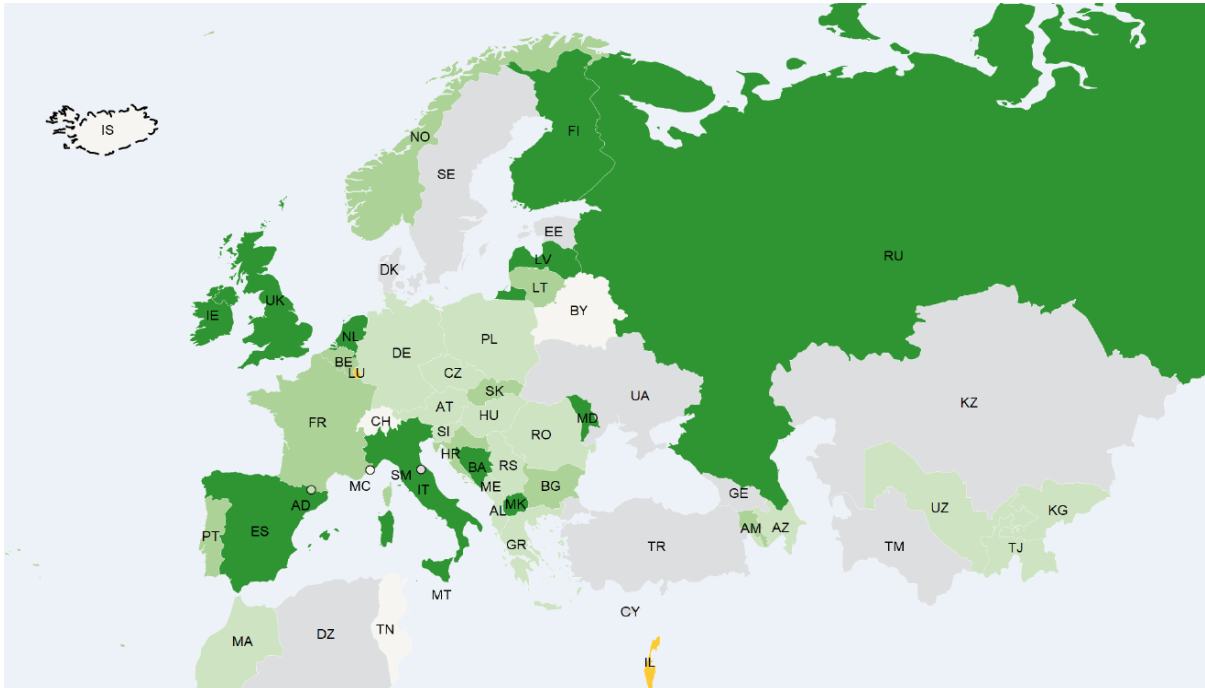 IS
NO
FI
SE
EE
RU
DK
LV
LT
UK
IE
BY
NL
BE
DE
PL
LU
CZ
SK
UA
KZ
FR
CH
AT
HU
MD
SI
RO
HR
BA
RS
SM
IT
MC
ME
BG
GE
AD
MK
AL
UZ
KG
PT
ES
AM
AZ
GR
TR
TM
TJ
MT
CY
MA
DZ
TN
IL